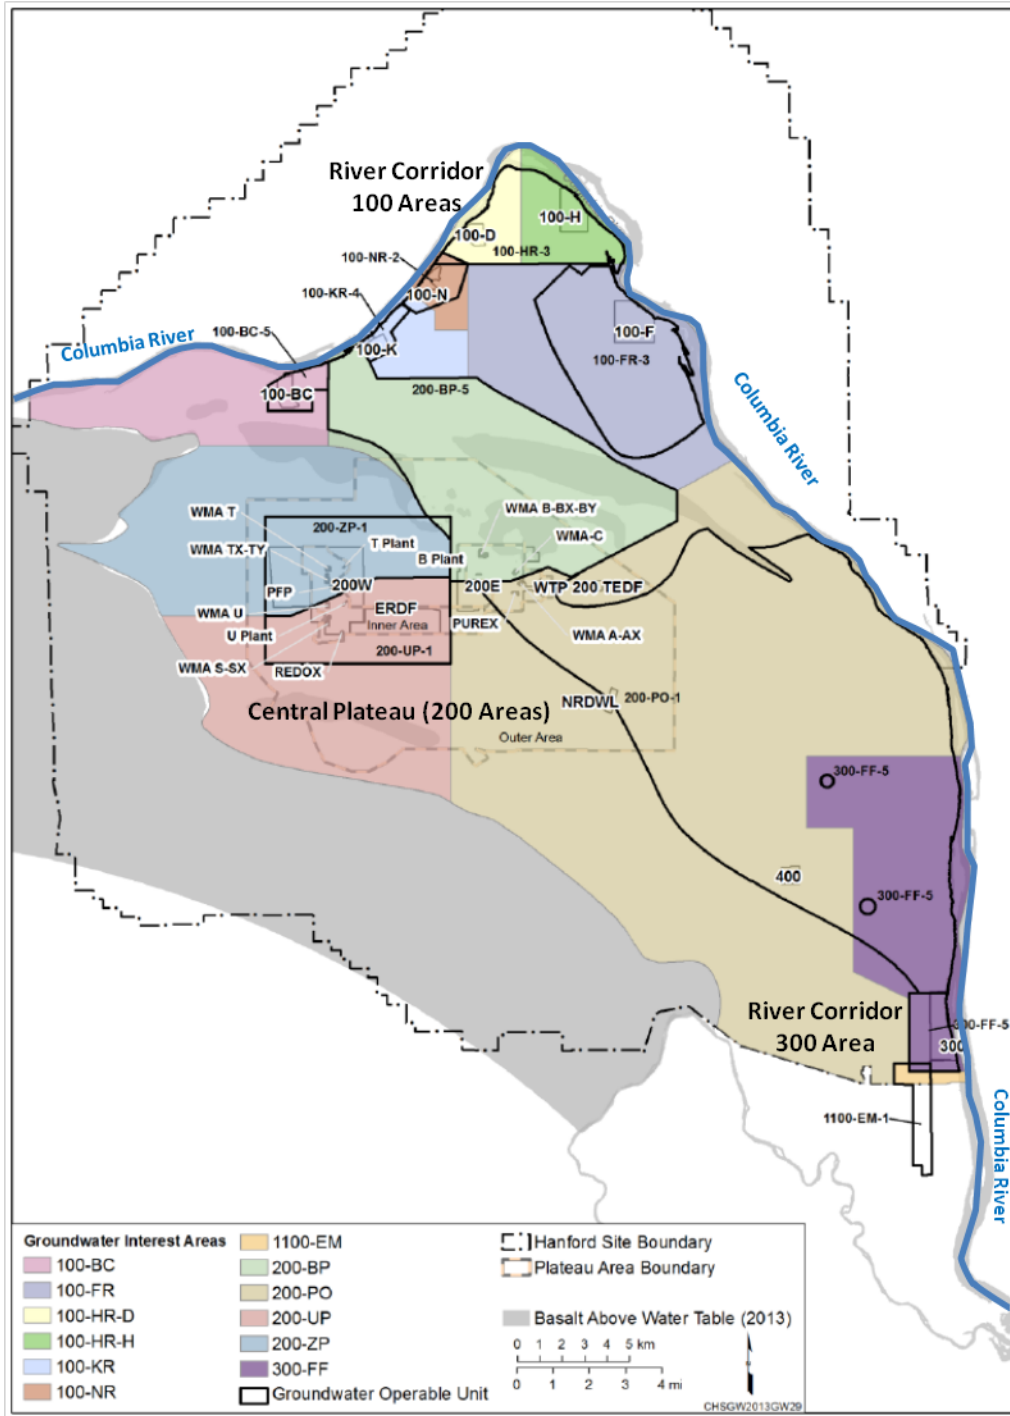 River Corridor
100 Areas
100-H
100-D
100-HR-3
100-NR-2
100-N
100-KR-4
100-BC-5
100-K
100-F
100-FR-3
Columbia River
100-BC
200-BP-5
Columbia River
WMA T
200-ZP-1
WMA B-BX-BY
WMA TX-TY
T Plant
B Plant
WMA-C
PFP
200W
200E
WTP
200 TEDF
WMA U
ERDF
Inner Area
PUREX
U Plant
WMA A-AX
200-UP-1
WMA S-SX
REDOX
Central Plateau (200 Areas)
NRDWL
200-PO-1
Outer Area
300-FF-5
400
300-FF-5
River Corridor
300 Area
300-FF-5
300
1100-EM-1
Columbia River
Groundwater Interest Areas
100-BC
100-FR
100-HR-D
100-HR-H
100-KR
100-NR
1100-EM
200-BP
200-PO
200-UP
200-ZP
300-FF
Groundwater Operable Unit
Hanford Site Boundary
Plateau Area Boundary
Basalt Above Water Table (2013)
0 1 2 3 4 5 km
0 1 2 3 4 mi
CHSGW2013GW29